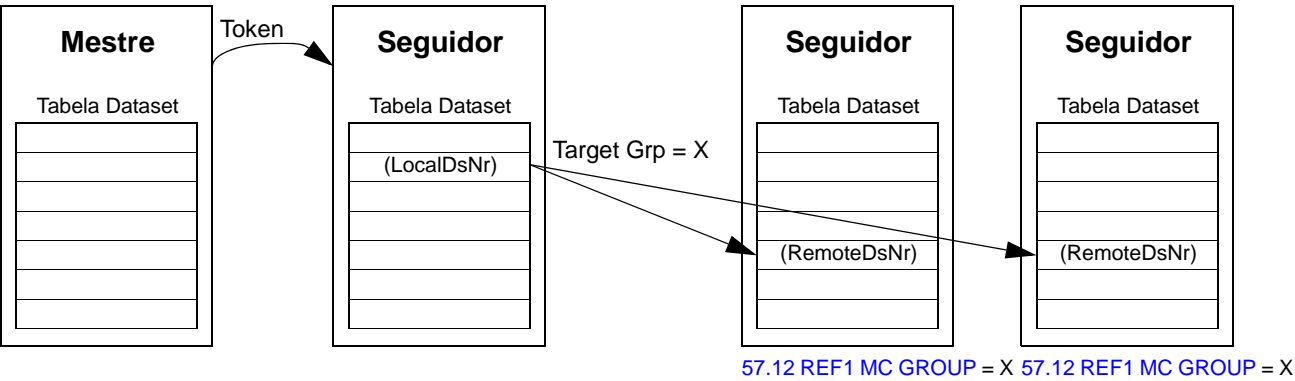 Mestre
Tabela Dataset
Token
Seguidor
Tabela Dataset
(LocalDsNr)
Target Grp = X
Seguidor
Tabela Dataset
(RemoteDsNr)
57.12 REF1 MC GROUP = X
Seguidor
Tabela Dataset
(RemoteDsNr)
57.12 REF1 MC GROUP = X